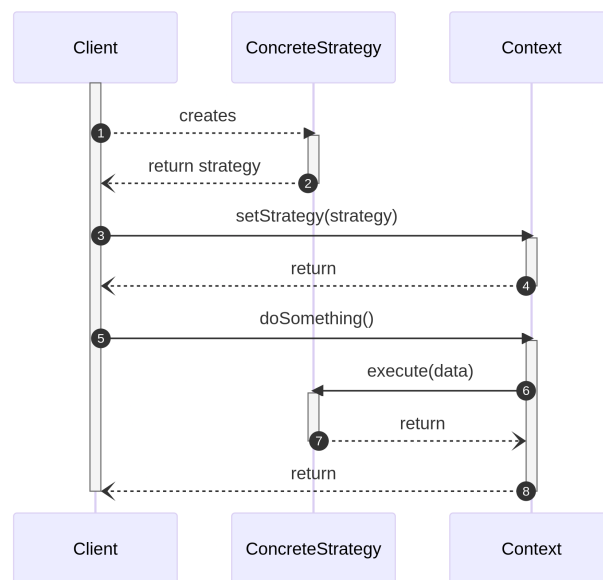 Client
ConcreteStrategy
Context
creates
1
return strategy
2
setStrategy(strategy)
3
return
4
doSomething()
5
execute(data)
6
return
7
return
8
Client
ConcreteStrategy
Context